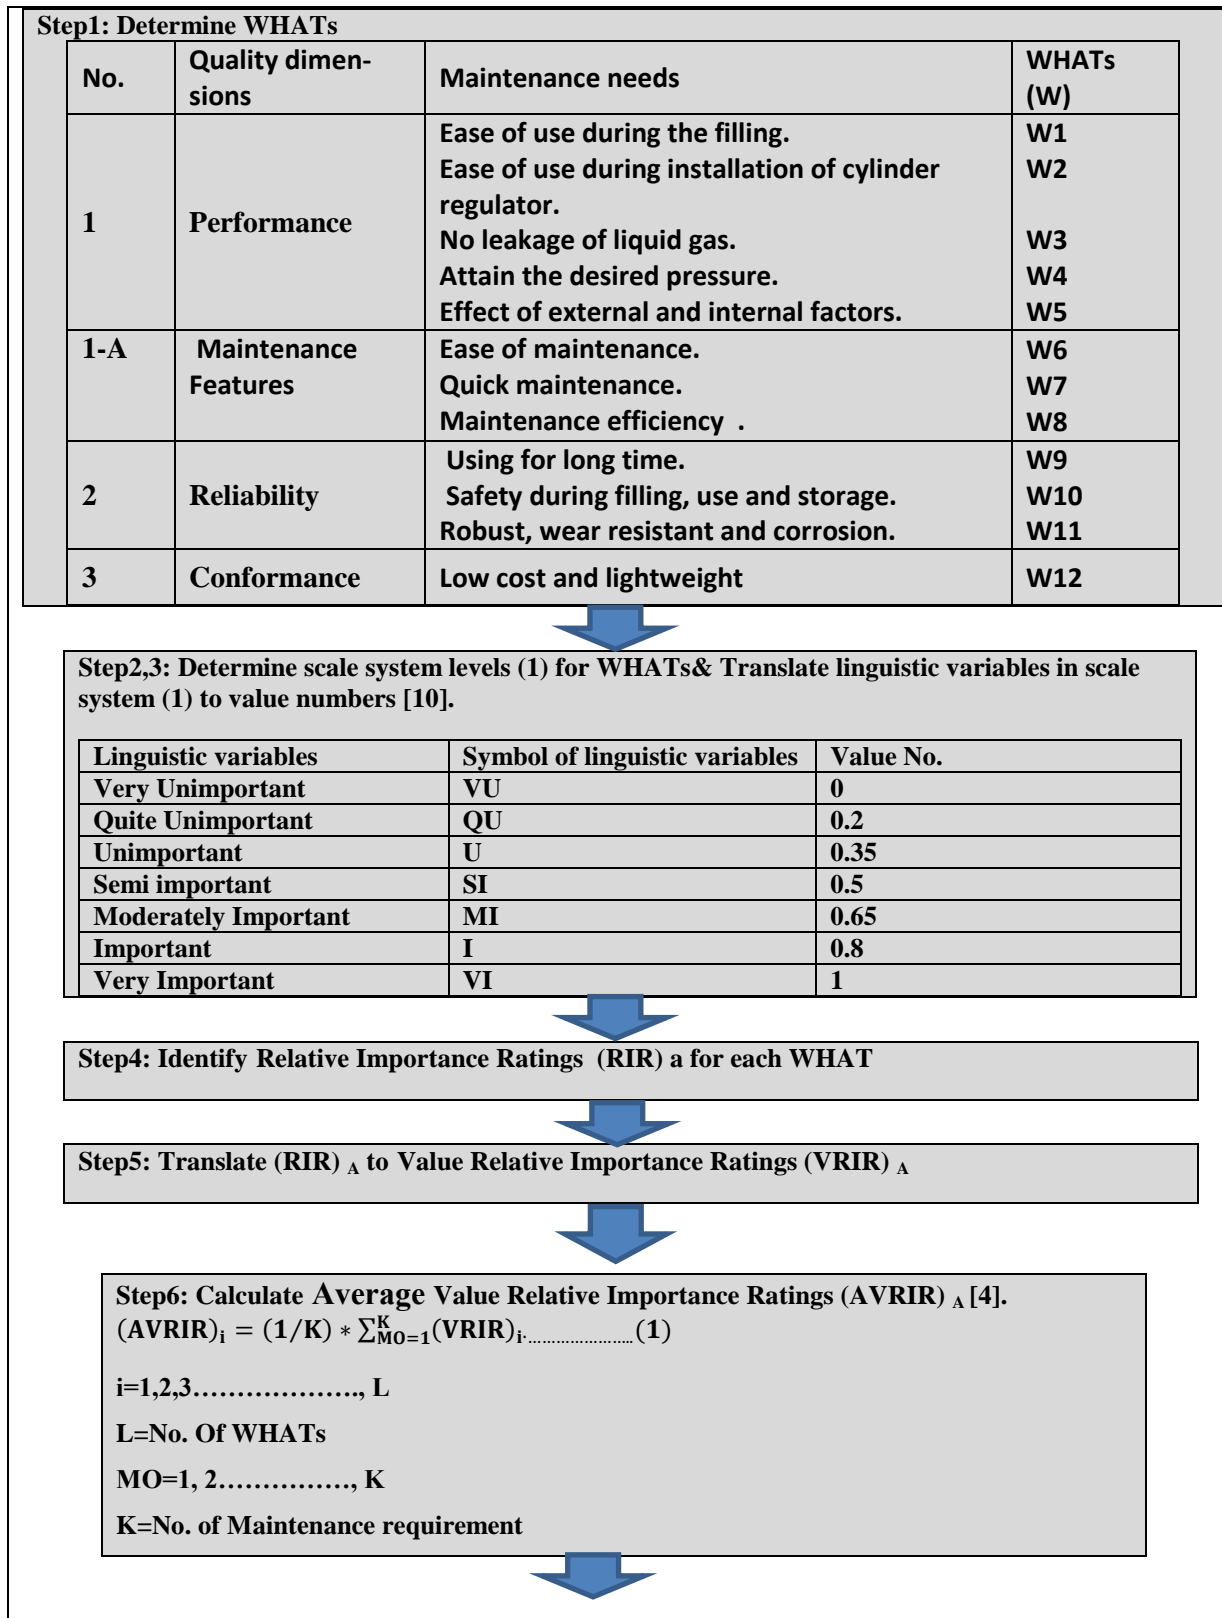 Step1: Determine WHATs
No. Quality dimen-sions Maintenance needs WHATs (W)
1 Performance
Ease of use during the filling. W1
Ease of use during installation of cylinder W2
regulator.
No leakage of liquid gas. W3
Attain the desired pressure. W4
Effect of external and internal factors. W5
1-A Maintenance Ease of maintenance. W6
Features Quick maintenance. W7
Maintenance efficiency . W8
Using for long time. W9
2 Reliability Safety during filling, use and storage. W10
Robust, wear resistant and corrosion. W11
3 Conformance Low cost and lightweight W12
Step2,3: Determine scale system levels (1) for WHATs& Translate linguistic variables in scale
system (1) to value numbers [10].
Linguistic variables Symbol of linguistic variables Value No.
Very Unimportant VU 0
Quite Unimportant QU 0.2
Unimportant U 0.35
Semi important SI 0.5
Moderately Important MI 0.65
Important I 0.8
Very Important VI 1
Step4: Identify Relative Importance Ratings (RIR) a for each WHAT
Step5: Translate (RIR) A to Value Relative Importance Ratings (VRIR) A
Step6: Calculate Average Value Relative Importance Ratings (AVRIR) A [4].
(AVRIR)i = (1/K) ∗ ∑ᴷMO=1(VRIR)i.…………………..(1)
i=1,2,3………………., L
L=No. Of WHATs
MO=1, 2……………, K
K=No. of Maintenance requirement